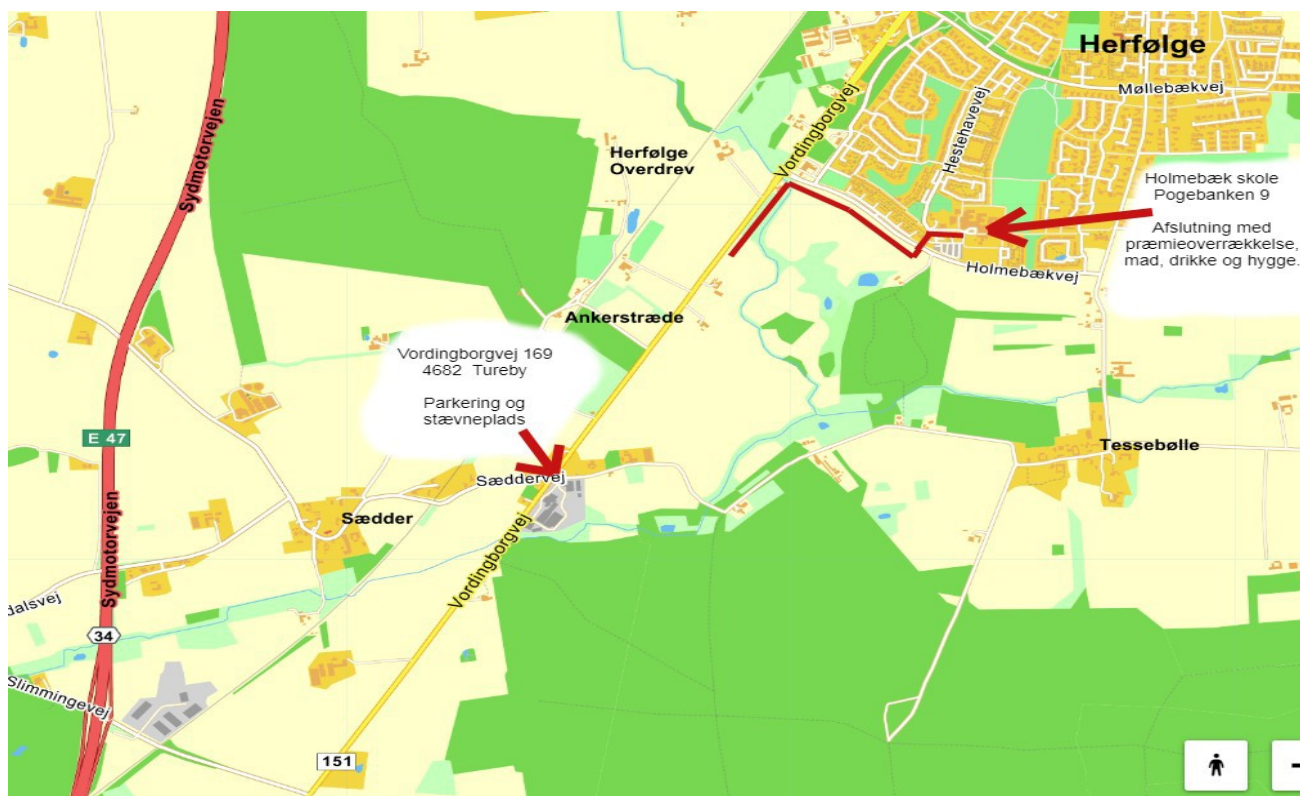 Herfølge
Møllebækvej
Sydmotorvejen
Vordingborgvej
Hestehavevej
Herfølge
Overdrev
Holmebæk skole
Pogebanken 9
Afslutning med
præmieoverrækkelse,
mad, drikke og hygge.
Holmebækvej
Ankerstræde
Vordingborgvej 169
4682 Tureby
Parkering og
stævneplads
E 47
Tessebølle
Sæddervej
Sædder
Sydmotorvejen
Vordingborgvej
dalsvej
34
Slimmingevej
151